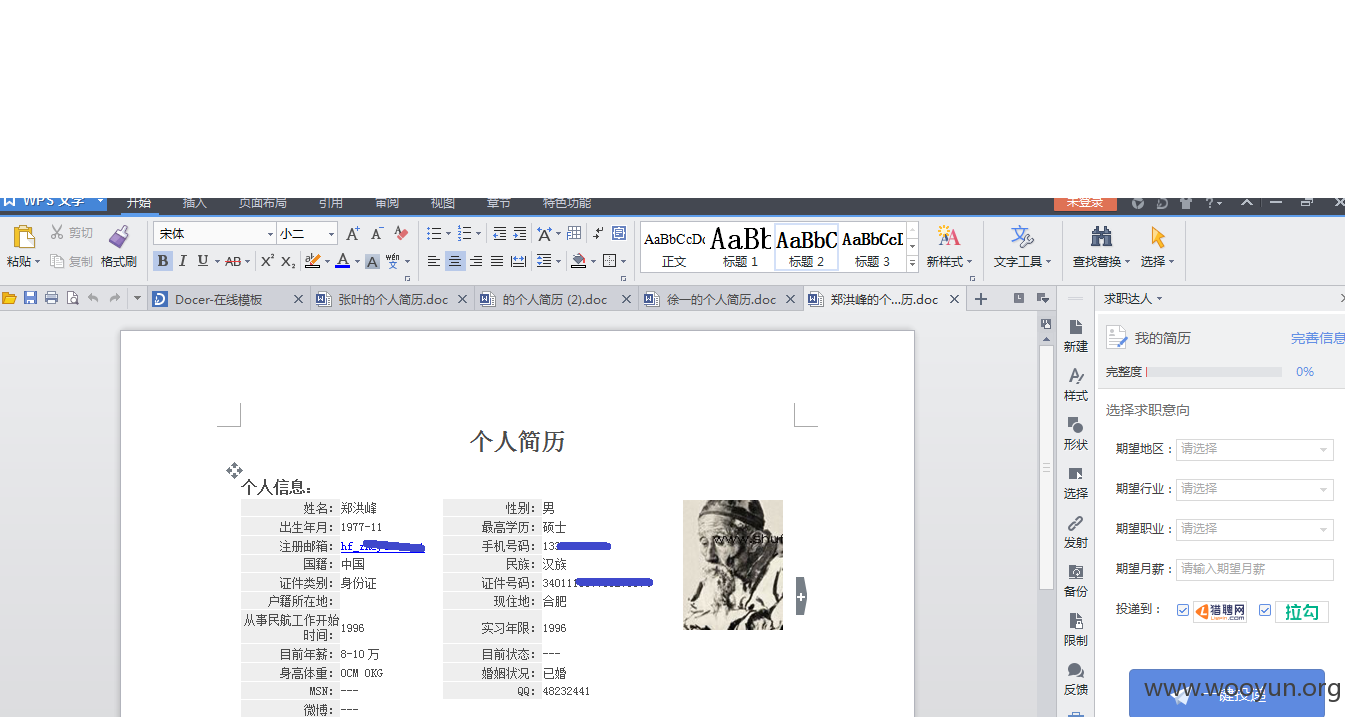 WPS 文字 开始 插入 页面布局 引用 审阅 视图 章节 特色功能 未登录 ?
粘贴 剪切 复制 格式刷
宋体 小二
B I U AB X² X₂ A A
AaBbCcDc AaBb AaBbC AaBbCcI
正文 标题 1 标题 2 标题 3
新样式 文字工具 查找替换 选择
Docer-在线模板 张叶的个人简历.doc 的个人简历 (2).doc 徐一的个人简历.doc 郑洪峰的个...历.doc
求职达人
新建
样式
形状
选择
发射
备份
限制
反馈
我的简历 完善信息
完整度 0%
选择求职意向
期望地区： 请选择
期望行业： 请选择
期望职业： 请选择
期望月薪： 请输入期望月薪
投递到： 猎聘网 Liepin.com 拉勾
一键投递
个人简历
个人信息：
姓名： 郑洪峰 性别： 男
出生年月： 1977-11 最高学历： 硕士
注册邮箱： hf_ 手机号码： 133
国籍： 中国 民族： 汉族
证件类别： 身份证 证件号码： 34011
户籍所在地： 现住地： 合肥
从事民航工作开始
时间： 1996 实习年限： 1996
目前年薪： 8-10 万 目前状态： ---
身高体重： 0CM 0KG 婚姻状况： 已婚
MSN： --- QQ： 48232441
微博： ---
www.shuf
www.wooyun.org